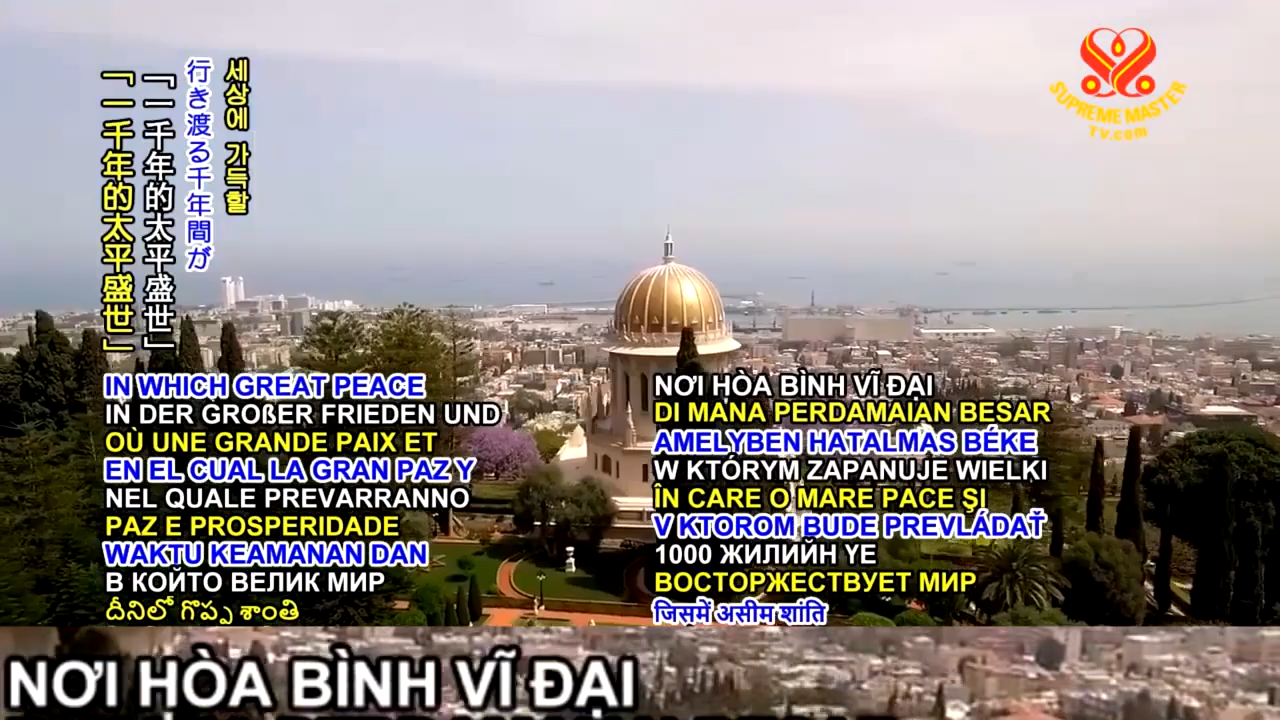 「一千年的太平盛世」
「一千年的太平盛世」
行き渡る千年間が
세상에 가득할
SUPREME MASTER
TV.com
IN WHICH GREAT PEACE
IN DER GROßER FRIEDEN UND
OÙ UNE GRANDE PAIX ET
EN EL CUAL LA GRAN PAZ Y
NEL QUALE PREVARRANNO
PAZ E PROSPERIDADE
WAKTU KEAMANAN DAN
В КОЙТО ВЕЛИК МИР
దీనిలో గొప్ప శాంతి
NƠI HÒA BÌNH VĨ ĐẠI
DI MANA PERDAMAIAN BESAR
AMELYBEN HATALMAS BÉKE
W KTÓRYM ZAPANUJE WIELKI
ÎN CARE O MARE PACE ŞI
V KTOROM BUDE PREVLÁDAŤ
1000 ЖИЛИЙН ҮЕ
ВОСТОРЖЕСТВУЕТ МИР
जिसमें असीम शांति
NƠI HÒA BÌNH VĨ ĐẠI